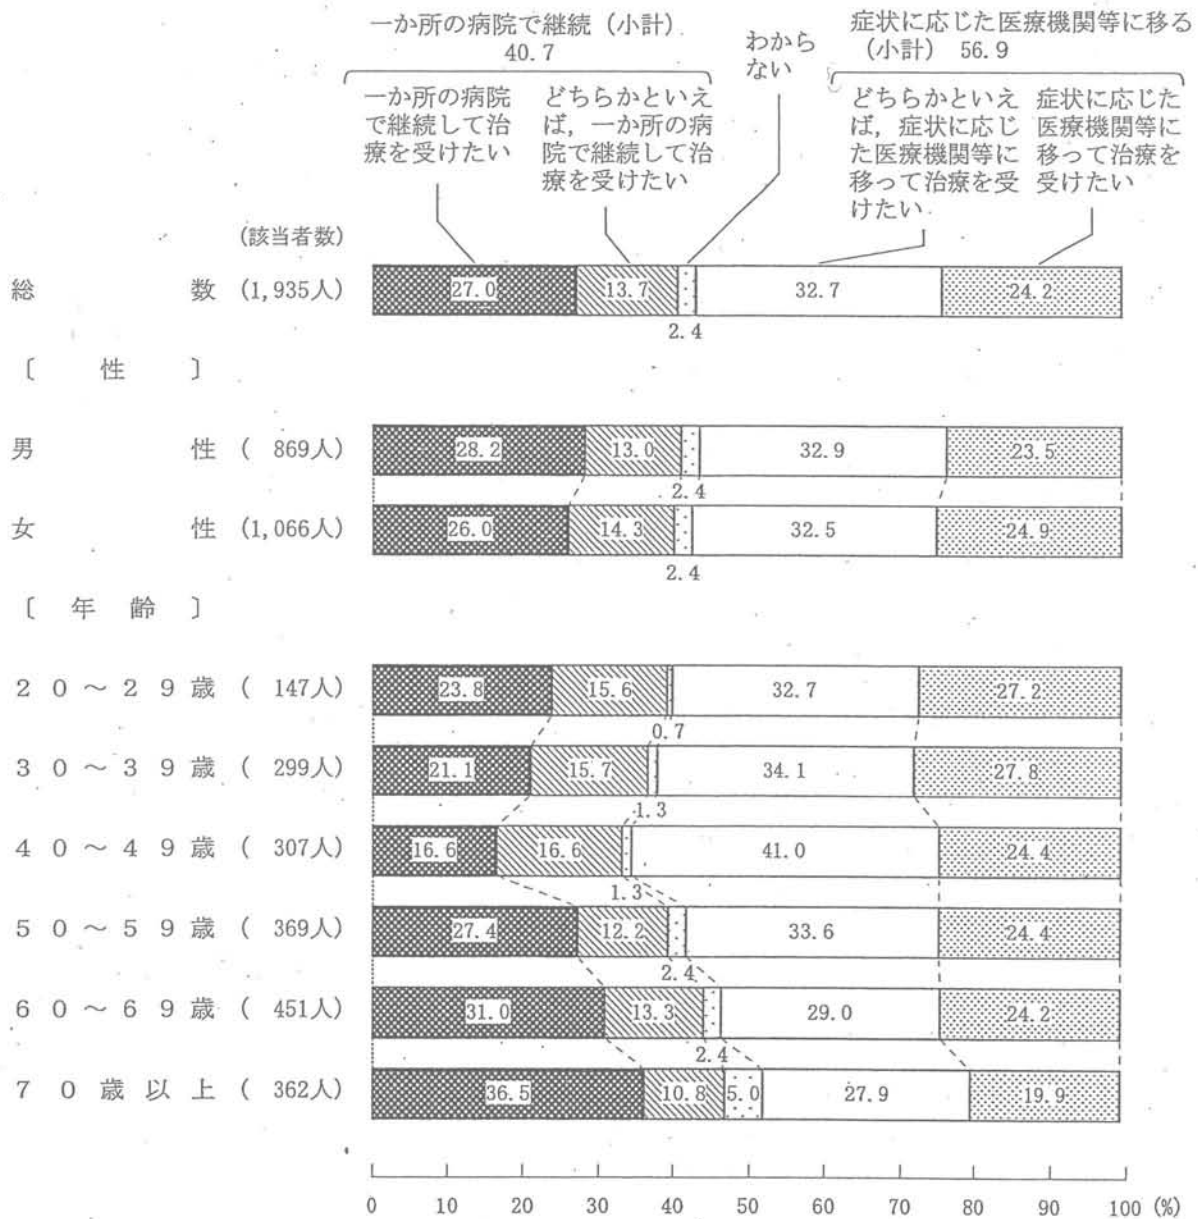 一か所の病院で継続（小計）
40.7
わから
ない
症状に応じた医療機関等に移る
（小計） 56.9
一か所の病院
で継続して治
療を受けたい
どちらかといえ
ば，一か所の病
院で継続して治
療を受けたい
どちらかといえ
ば，症状に応じ
た医療機関等に
移って治療を受
けたい
症状に応じた
医療機関等に
移って治療を
受けたい
(該当者数)
総数 (1,935人) 27.0 13.7 32.7 24.2
2.4
〔性〕
男性 ( 869人) 28.2 13.0 32.9 23.5
2.4
女性 (1,066人) 26.0 14.3 32.5 24.9
2.4
〔年齢〕
20～29歳 ( 147人) 23.8 15.6 32.7 27.2
0.7
30～39歳 ( 299人) 21.1 15.7 34.1 27.8
1.3
40～49歳 ( 307人) 16.6 16.6 41.0 24.4
1.3
50～59歳 ( 369人) 27.4 12.2 33.6 24.4
2.4
60～69歳 ( 451人) 31.0 13.3 29.0 24.2
2.4
70歳以上 ( 362人) 36.5 10.8 5.0 27.9 19.9
0 10 20 30 40 50 60 70 80 90 100 (%)